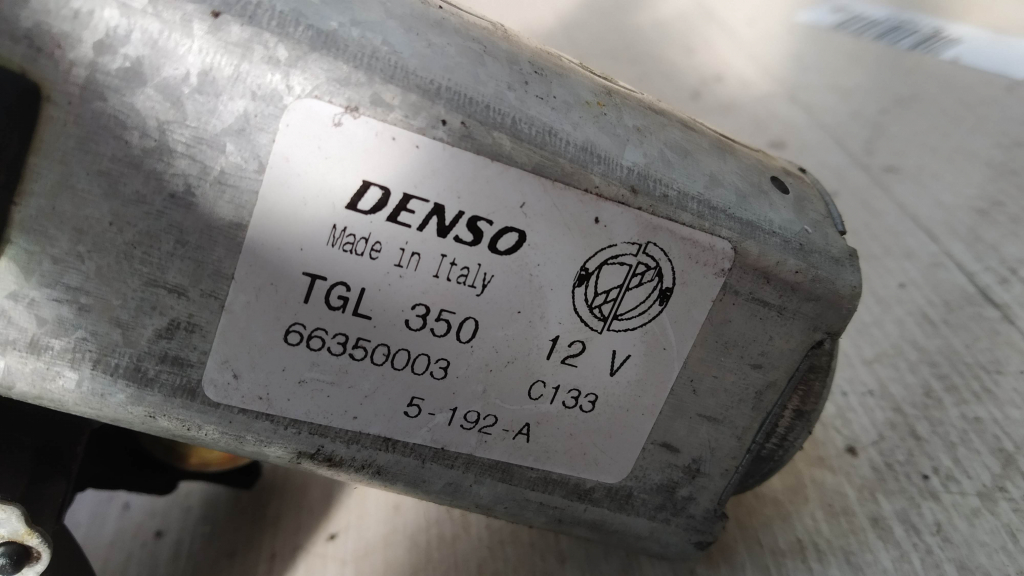 DENSO
Made in Italy
TGL 350
12 V
66350003
C133
5-192-A